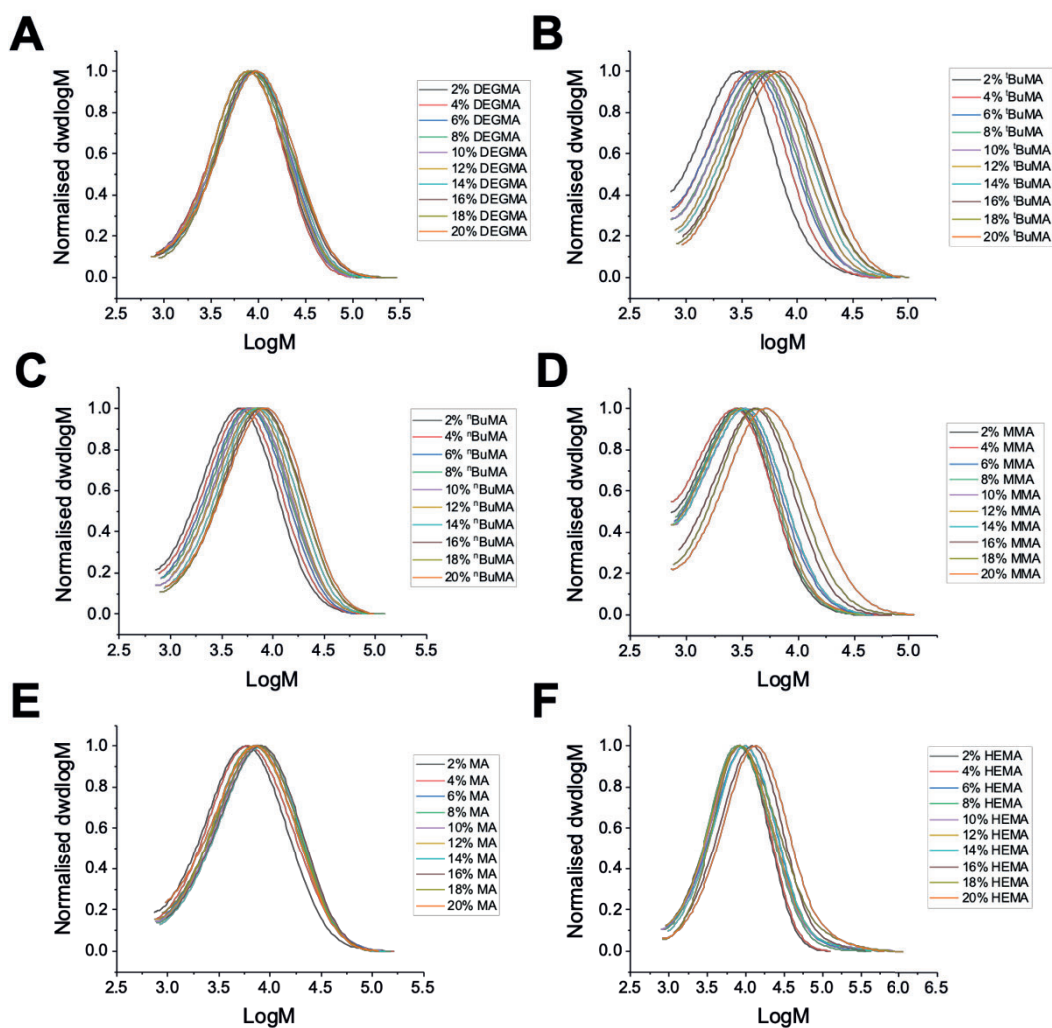 A
Normalised dwdlogM
1.0
0.8
0.6
0.4
0.2
0.0
2.5 3.0 3.5 4.0 4.5 5.0 5.5
LogM
2% DEGMA
4% DEGMA
6% DEGMA
8% DEGMA
10% DEGMA
12% DEGMA
14% DEGMA
16% DEGMA
18% DEGMA
20% DEGMA
B
Normalised dwdlogM
1.0
0.8
0.6
0.4
0.2
0.0
2.5 3.0 3.5 4.0 4.5 5.0
logM
2% ᵗBuMA
4% ᵗBuMA
6% ᵗBuMA
8% ᵗBuMA
10% ᵗBuMA
12% ᵗBuMA
14% ᵗBuMA
16% ᵗBuMA
18% ᵗBuMA
20% ᵗBuMA
C
Normalised dwdlogM
1.0
0.8
0.6
0.4
0.2
0.0
2.5 3.0 3.5 4.0 4.5 5.0 5.5
LogM
2% ⁿBuMA
4% ⁿBuMA
6% ⁿBuMA
8% ⁿBuMA
10% ⁿBuMA
12% ⁿBuMA
14% ⁿBuMA
16% ⁿBuMA
18% ⁿBuMA
20% ⁿBuMA
D
Normalised dwdlogM
1.0
0.8
0.6
0.4
0.2
0.0
2.5 3.0 3.5 4.0 4.5 5.0
LogM
2% MMA
4% MMA
6% MMA
8% MMA
10% MMA
12% MMA
14% MMA
16% MMA
18% MMA
20% MMA
E
Normalised dwdlogM
1.0
0.8
0.6
0.4
0.2
0.0
2.5 3.0 3.5 4.0 4.5 5.0 5.5
LogM
2% MA
4% MA
6% MA
8% MA
10% MA
12% MA
14% MA
16% MA
18% MA
20% MA
F
Normalised dwdlogM
1.0
0.8
0.6
0.4
0.2
0.0
2.5 3.0 3.5 4.0 4.5 5.0 5.5 6.0 6.5
LogM
2% HEMA
4% HEMA
6% HEMA
8% HEMA
10% HEMA
12% HEMA
14% HEMA
16% HEMA
18% HEMA
20% HEMA